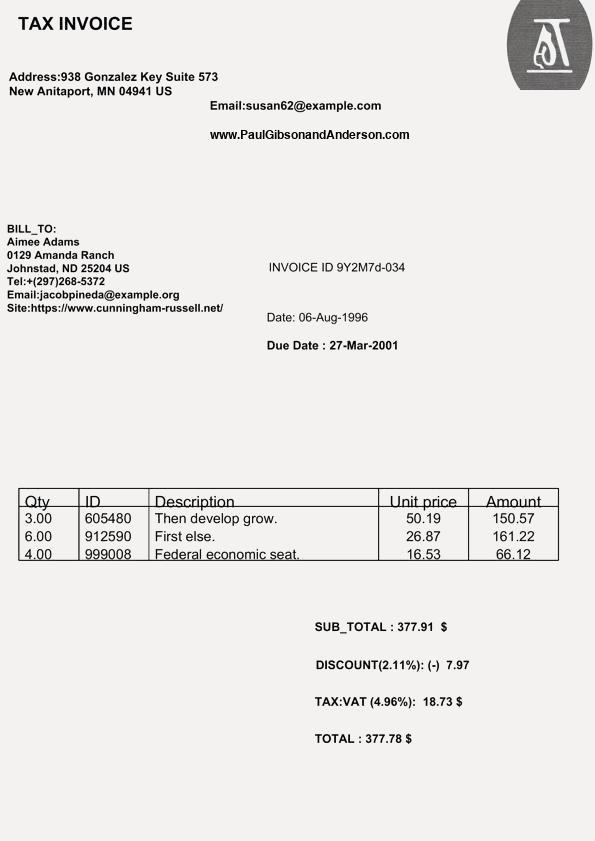 TAX INVOICE
Address:938 Gonzalez Key Suite 573
New Anitaport, MN 04941 US
Email:susan62@example.com
www.PaulGibsonandAnderson.com
BILL_TO:
Aimee Adams
0129 Amanda Ranch
Johnstad, ND 25204 US
Tel:+(297)268-5372
Email:jacobpineda@example.org
Site:https://www.cunningham-russell.net/
INVOICE ID 9Y2M7d-034
Date: 06-Aug-1996
Due Date : 27-Mar-2001
Qty ID Description Unit price Amount
3.00 605480 Then develop grow. 50.19 150.57
6.00 912590 First else. 26.87 161.22
4.00 999008 Federal economic seat. 16.53 66.12
SUB_TOTAL : 377.91 $
DISCOUNT(2.11%): (-) 7.97
TAX:VAT (4.96%): 18.73 $
TOTAL : 377.78 $